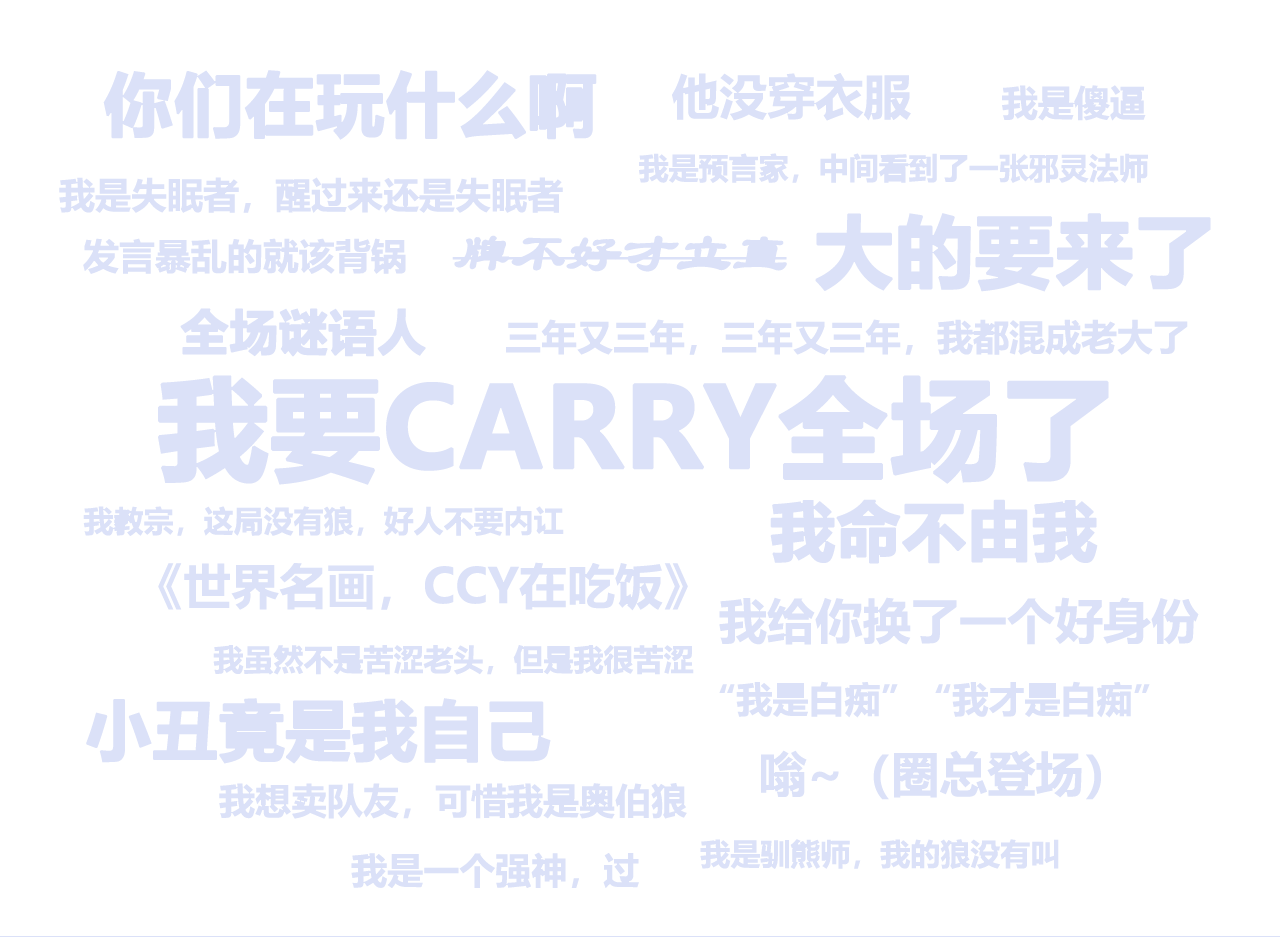 你们在玩什么啊
他没穿衣服
我是傻逼
我是预言家，中间看到了一张邪灵法师
我是失眠者，醒过来还是失眠者
发言暴乱的就该背锅
牌不好才立直
大的要来了
全场谜语人
三年又三年，三年又三年，我都混成老大了
我要CARRY全场了
我教宗，这局没有狼，好人不要内讧
我命不由我
《世界名画，CCY在吃饭》
我给你换了一个好身份
我虽然不是苦涩老头，但是我很苦涩
“我是白痴” “我才是白痴”
小丑竟是我自己
嗡~（圈总登场）
我想卖队友，可惜我是奥伯狼
我是驯熊师，我的狼没有叫
我是一个强神，过